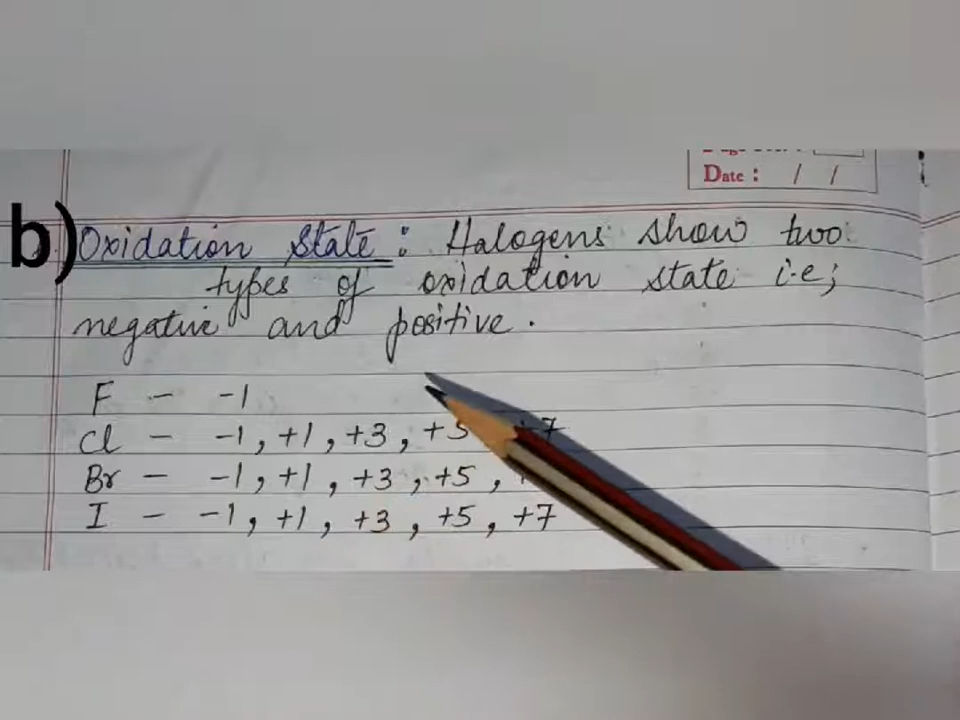 Date : / /
b) Oxidation State : Halogens show two
types of oxidation state i.e;
negative and positive.
F - -1
Cl - -1, +1, +3, +5 +7
Br - -1, +1, +3, +5,
I - -1, +1, +3, +5, +7